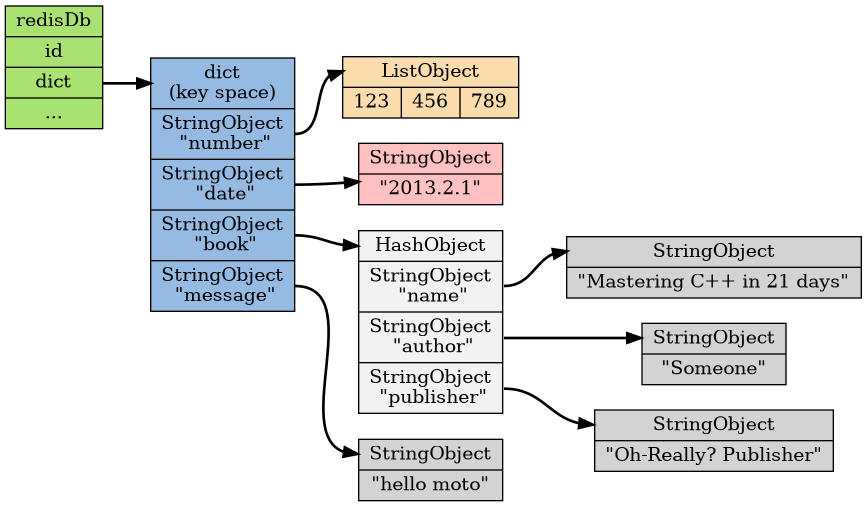 redisDb
id
dict
...
dict
(key space)
StringObject
"number"
StringObject
"date"
StringObject
"book"
StringObject
"message"
ListObject
123 456 789
StringObject
"2013.2.1"
HashObject
StringObject
"name"
StringObject
"author"
StringObject
"publisher"
StringObject
"Mastering C++ in 21 days"
StringObject
"Someone"
StringObject
"Oh-Really? Publisher"
StringObject
"hello moto"